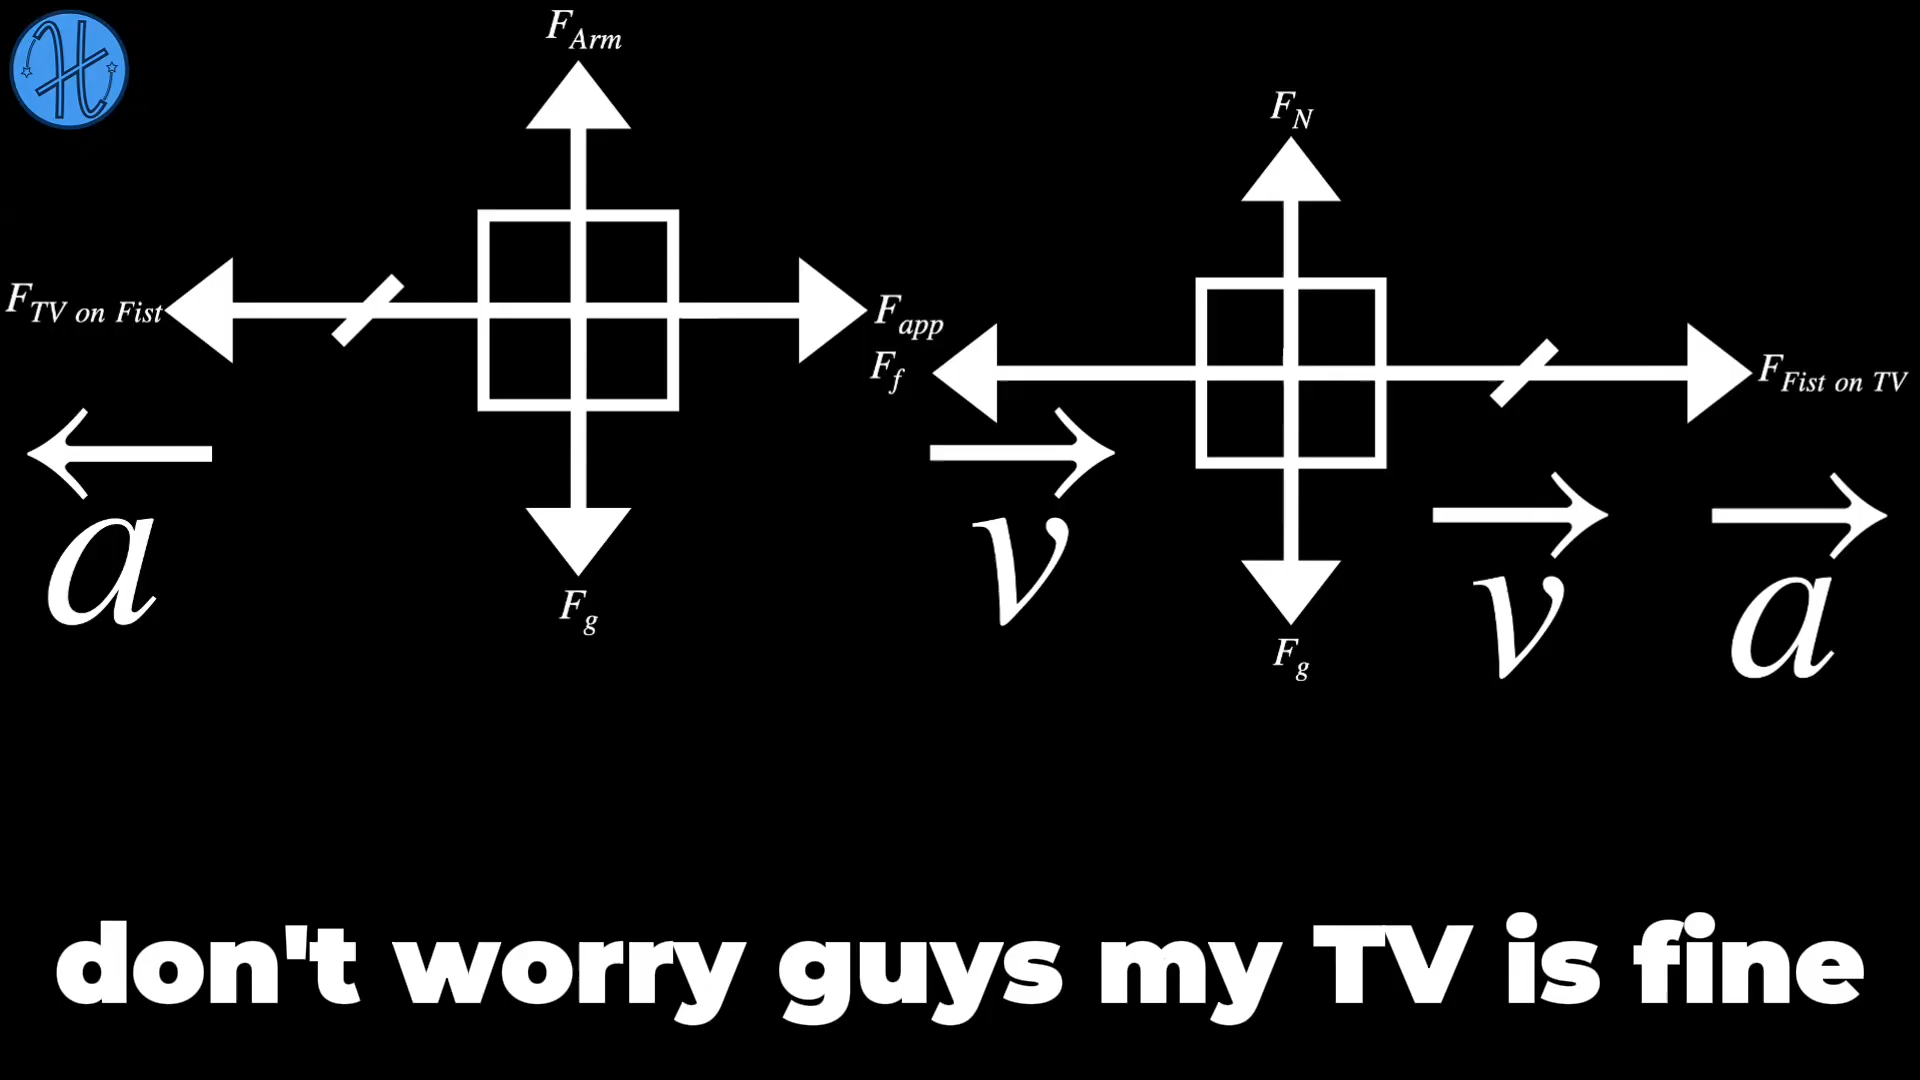 F_Arm
F_N
F_TV on Fist
F_app
F_f
F_Fist on TV
a
v
v
a
F_g
F_g
don't worry guys my TV is fine